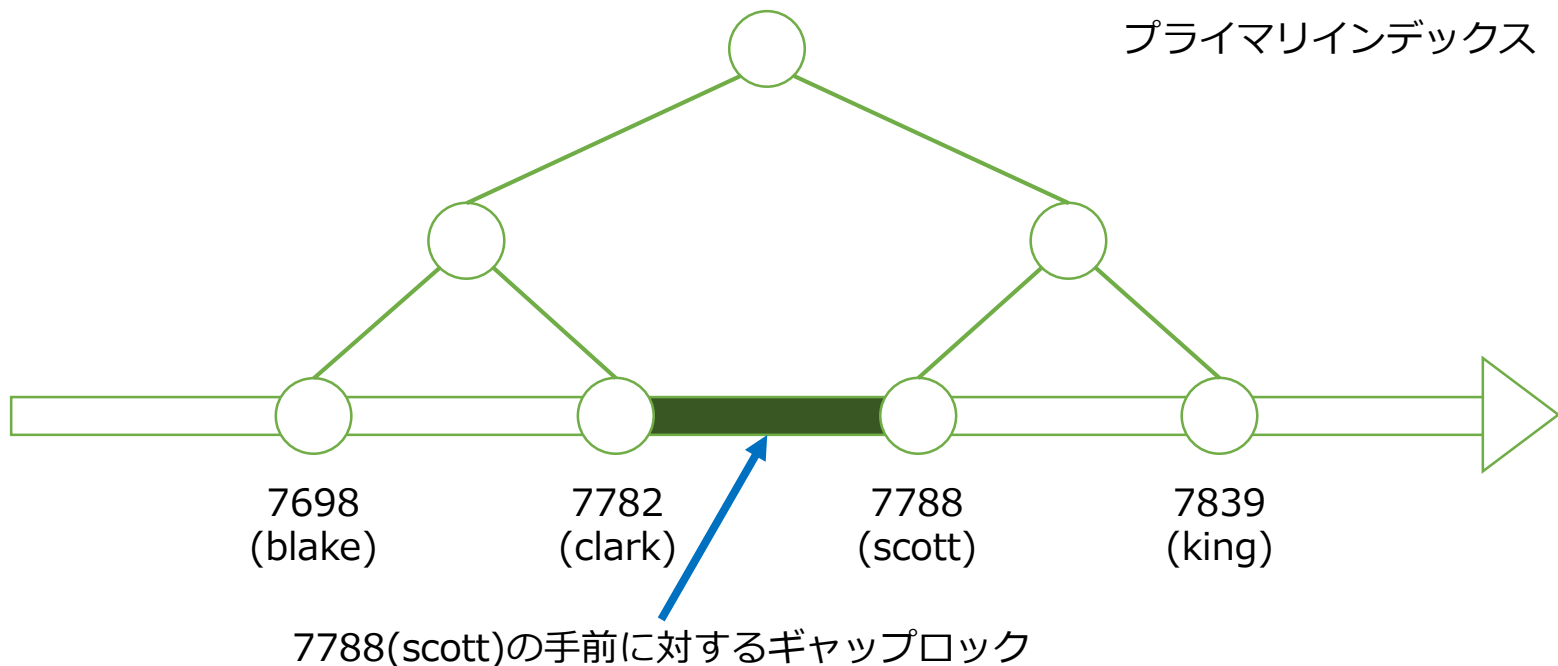 プライマリインデックス
7698
(blake)
7782
(clark)
7788
(scott)
7839
(king)
7788(scott)の手前に対するギャップロック